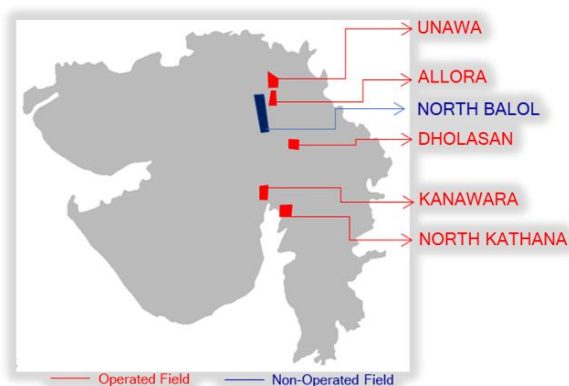 UNAWA
ALLORA
NORTH BALOL
DHOLASAN
KANAWARA
NORTH KATHANA
Operated Field
Non-Operated Field